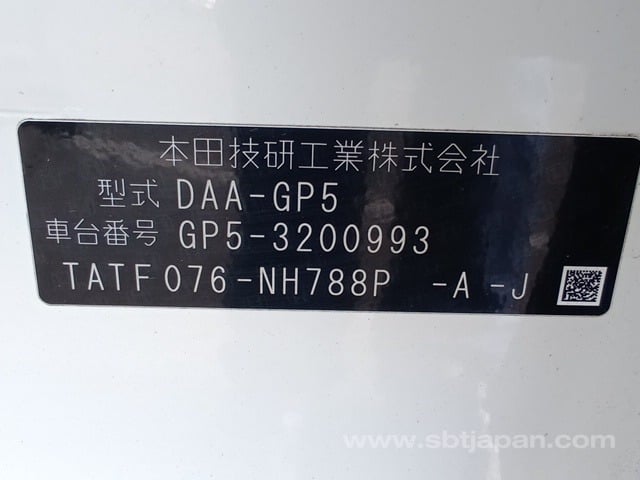 本田技研工業株式会社
型式 DAA-GP5
車台番号 GP5-3200993
TATF076-NH788P -A -J
www.sbtjapan.com